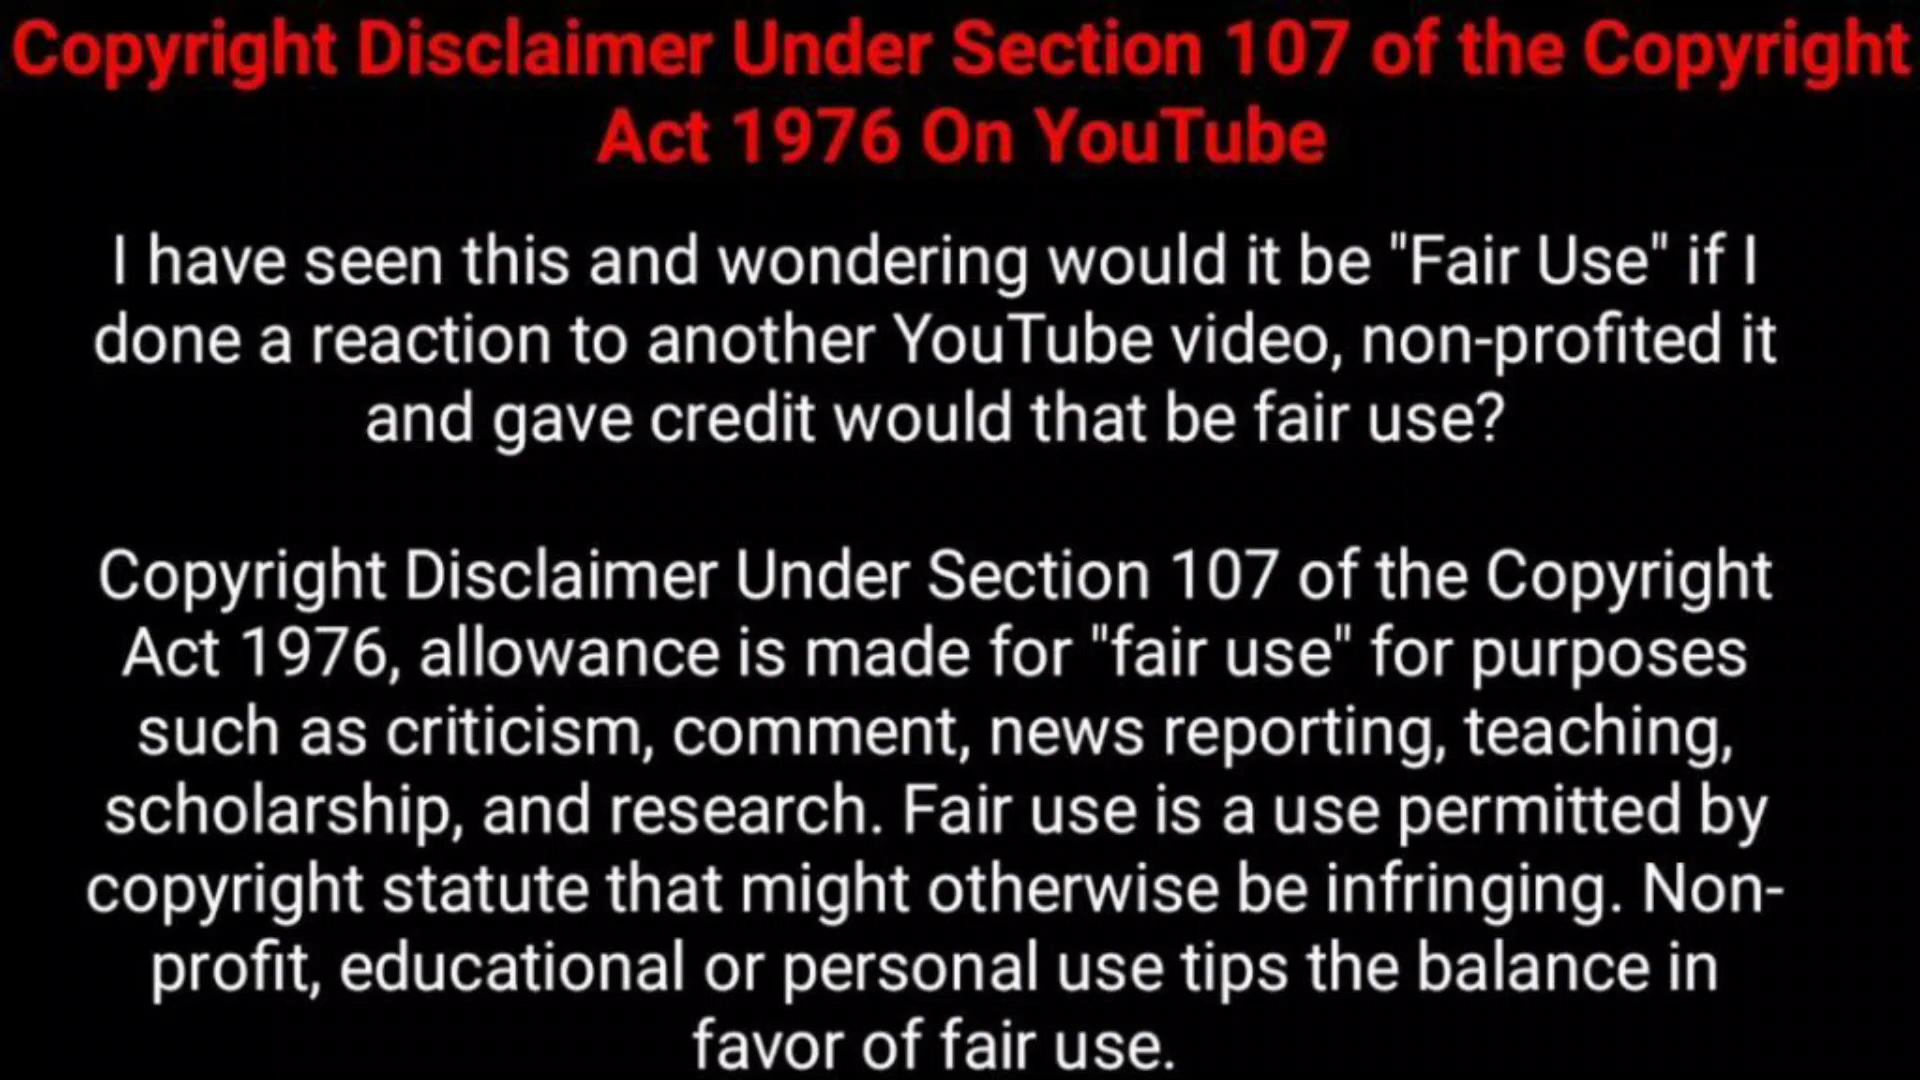 Copyright Disclaimer Under Section 107 of the Copyright
Act 1976 On YouTube
I have seen this and wondering would it be "Fair Use" if I
done a reaction to another YouTube video, non-profited it
and gave credit would that be fair use?
Copyright Disclaimer Under Section 107 of the Copyright
Act 1976, allowance is made for "fair use" for purposes
such as criticism, comment, news reporting, teaching,
scholarship, and research. Fair use is a use permitted by
copyright statute that might otherwise be infringing. Non-
profit, educational or personal use tips the balance in
favor of fair use.